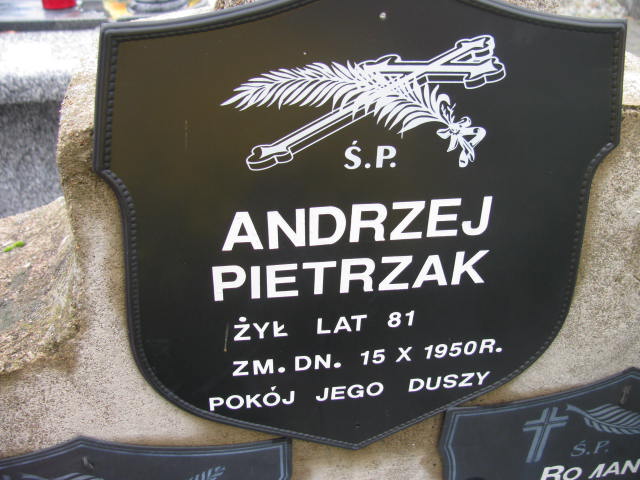 Ś.P.
ANDRZEJ
PIETRZAK
ŻYŁ LAT 81
ZM. DN. 15 X 1950R.
POKÓJ JEGO DUSZY
Ś.P.